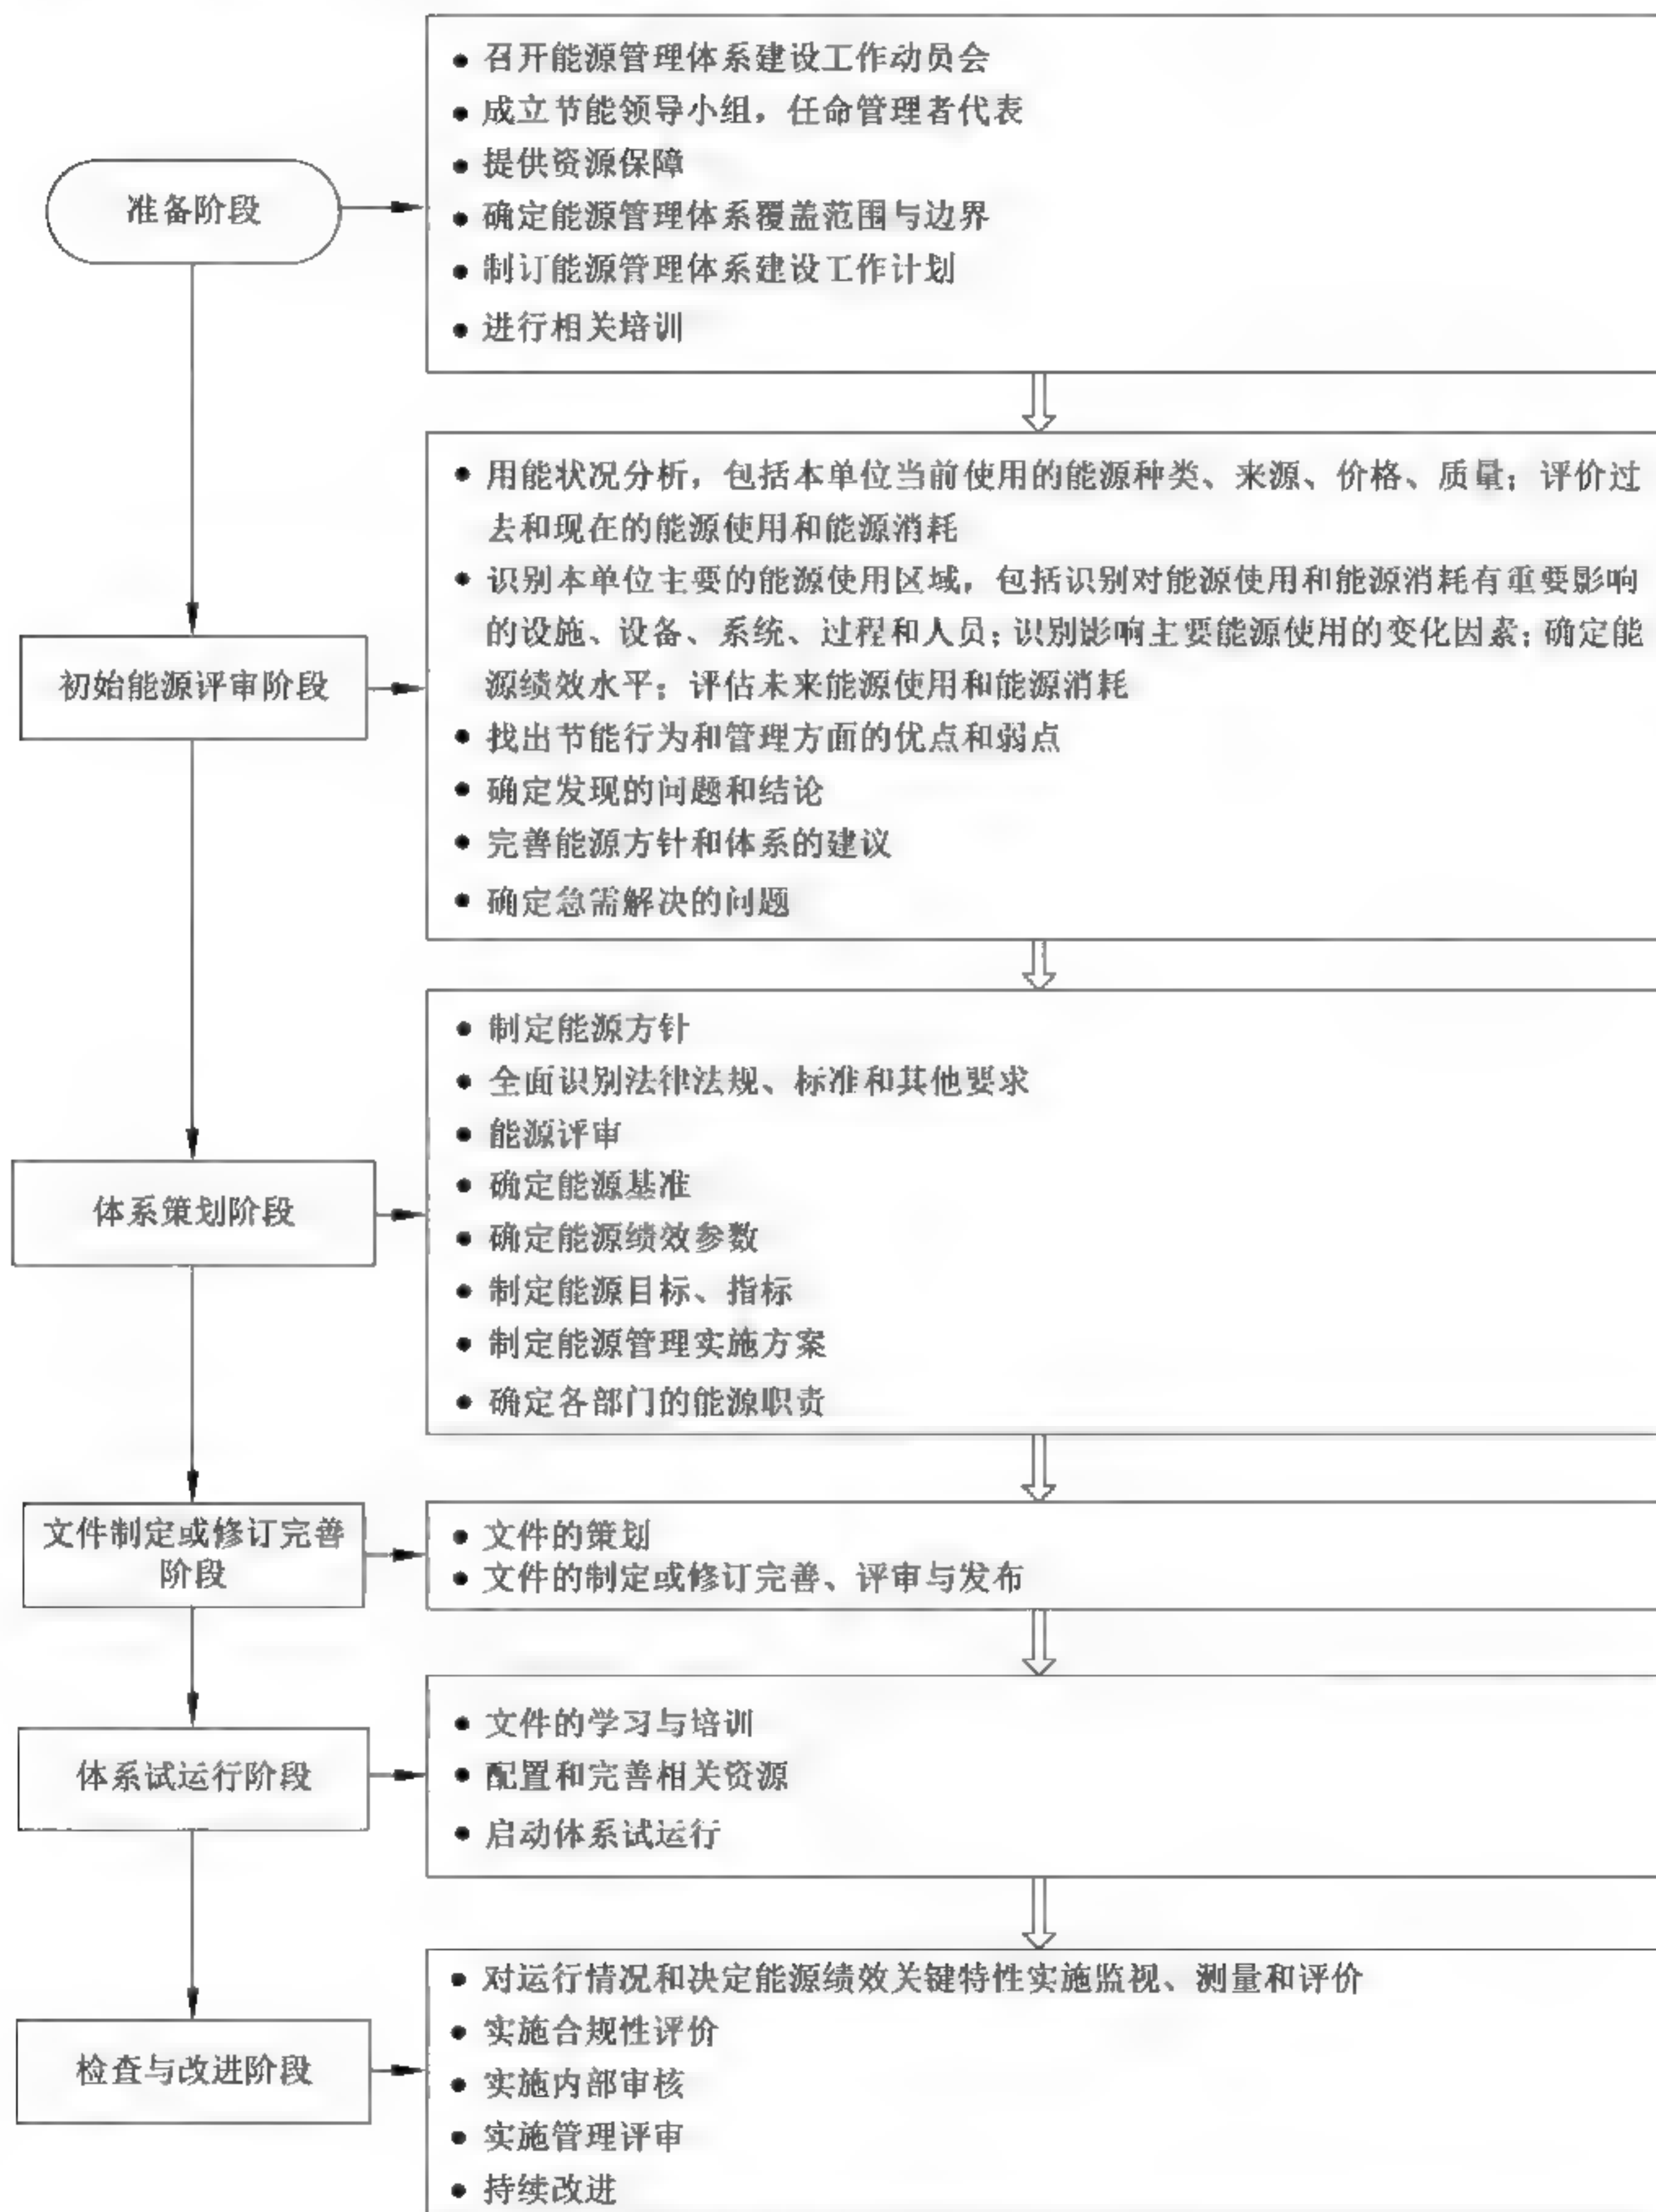 准备阶段
● 召开能源管理体系建设工作动员会
● 成立节能领导小组，任命管理者代表
● 提供资源保障
● 确定能源管理体系覆盖范围与边界
● 制订能源管理体系建设工作计划
● 进行相关培训
初始能源评审阶段
● 用能状况分析，包括本单位当前使用的能源种类、来源、价格、质量；评价过
去和现在的能源使用和能源消耗
● 识别本单位主要的能源使用区域，包括识别对能源使用和能源消耗有重要影响
的设施、设备、系统、过程和人员；识别影响主要能源使用的变化因素；确定能
源绩效水平；评估未来能源使用和能源消耗
● 找出节能行为和管理方面的优点和弱点
● 确定发现的问题和结论
● 完善能源方针和体系的建议
● 确定急需解决的问题
体系策划阶段
● 制定能源方针
● 全面识别法律法规、标准和其他要求
● 能源评审
● 确定能源基准
● 确定能源绩效参数
● 制定能源目标、指标
● 制定能源管理实施方案
● 确定各部门的能源职责
文件制定或修订完善
阶段
● 文件的策划
● 文件的制定或修订完善、评审与发布
体系试运行阶段
● 文件的学习与培训
● 配置和完善相关资源
● 启动体系试运行
检查与改进阶段
● 对运行情况和决定能源绩效关键特性实施监视、测量和评价
● 实施合规性评价
● 实施内部审核
● 实施管理评审
● 持续改进